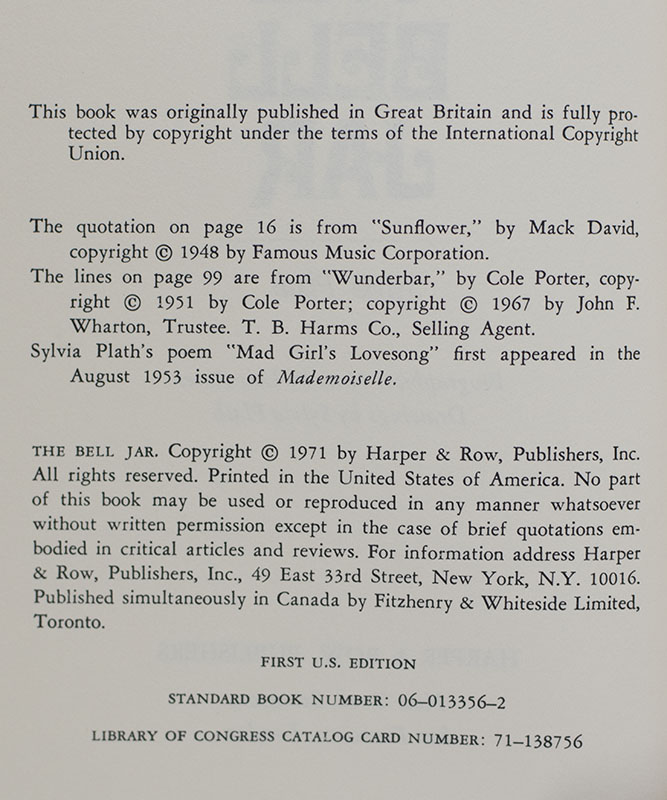 This book was originally published in Great Britain and is fully pro-
tected by copyright under the terms of the International Copyright
Union.
The quotation on page 16 is from "Sunflower," by Mack David,
copyright © 1948 by Famous Music Corporation.
The lines on page 99 are from "Wunderbar," by Cole Porter, copy-
right © 1951 by Cole Porter; copyright © 1967 by John F.
Wharton, Trustee. T. B. Harms Co., Selling Agent.
Sylvia Plath's poem "Mad Girl's Lovesong" first appeared in the
August 1953 issue of Mademoiselle.
THE BELL JAR. Copyright © 1971 by Harper & Row, Publishers, Inc.
All rights reserved. Printed in the United States of America. No part
of this book may be used or reproduced in any manner whatsoever
without written permission except in the case of brief quotations em-
bodied in critical articles and reviews. For information address Harper
& Row, Publishers, Inc., 49 East 33rd Street, New York, N.Y. 10016.
Published simultaneously in Canada by Fitzhenry & Whiteside Limited,
Toronto.
FIRST U.S. EDITION
STANDARD BOOK NUMBER: 06–013356–2
LIBRARY OF CONGRESS CATALOG CARD NUMBER: 71–138756